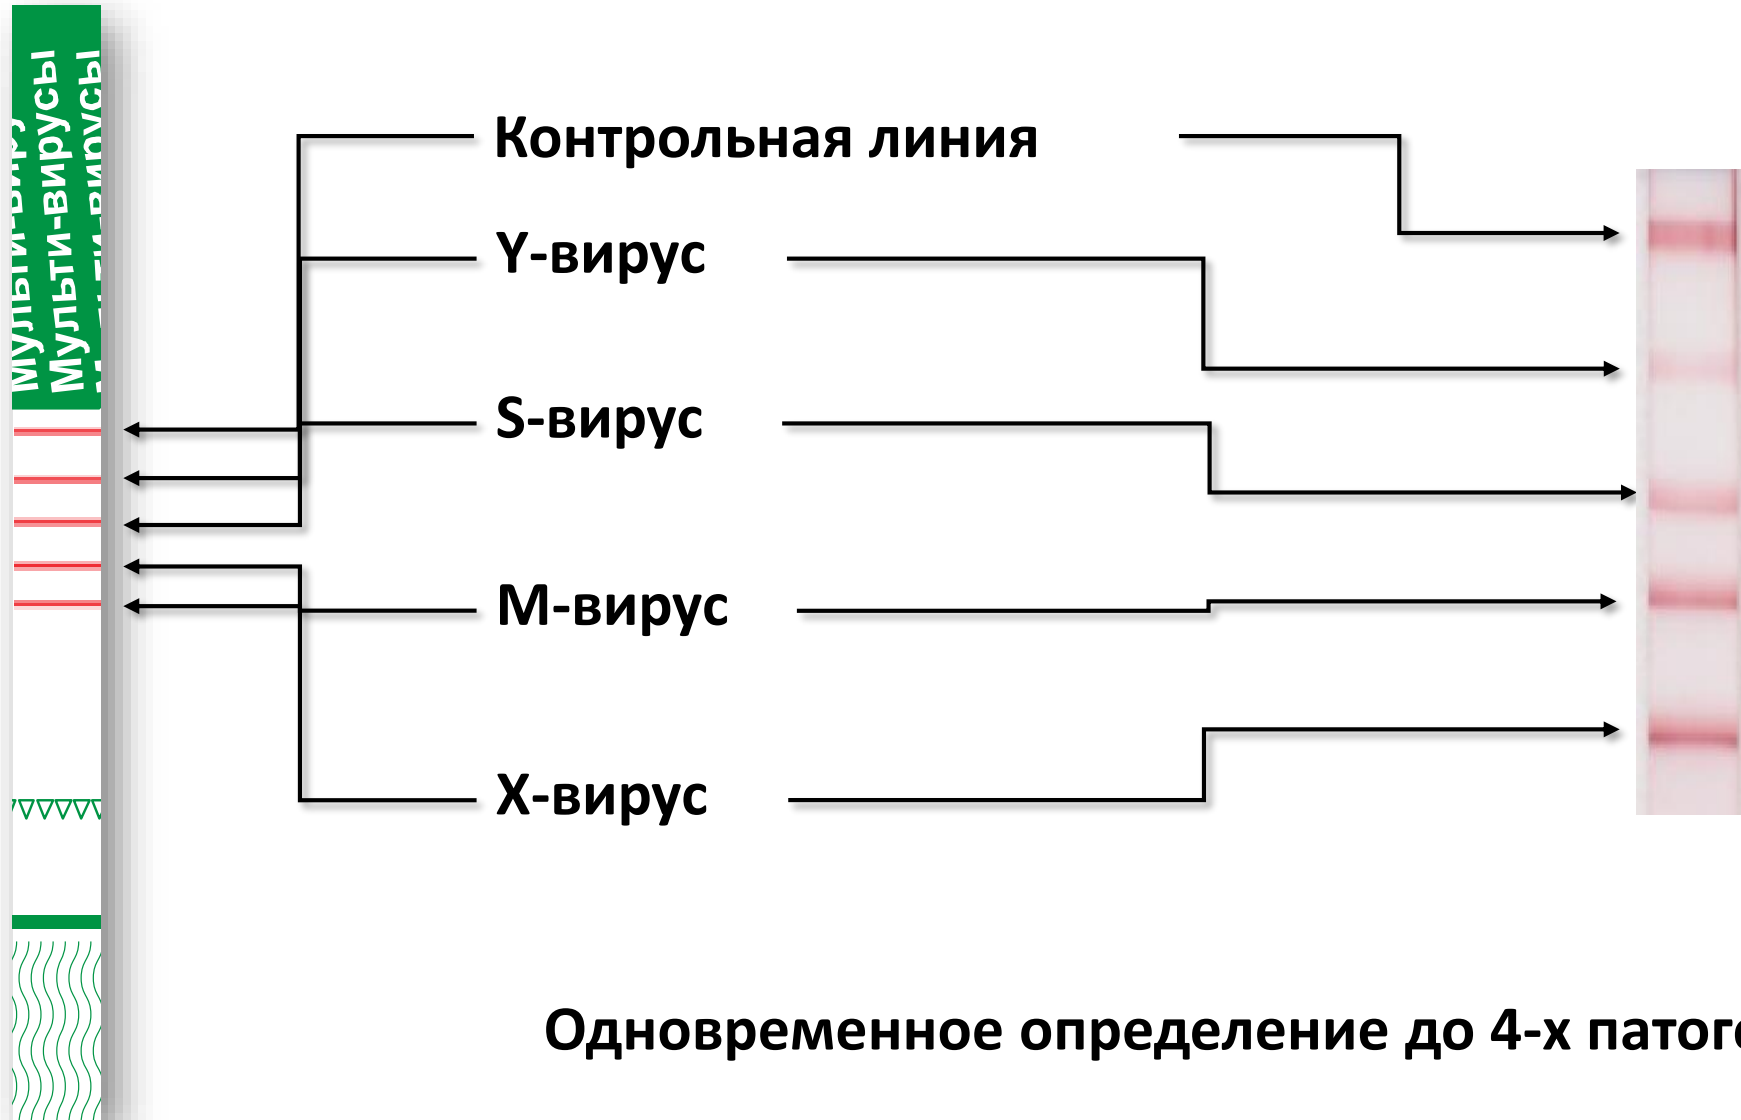 Мульти-вирусы
Контрольная линия
Y-вирус
S-вирус
М-вирус
Х-вирус
Одновременное определение до 4-х